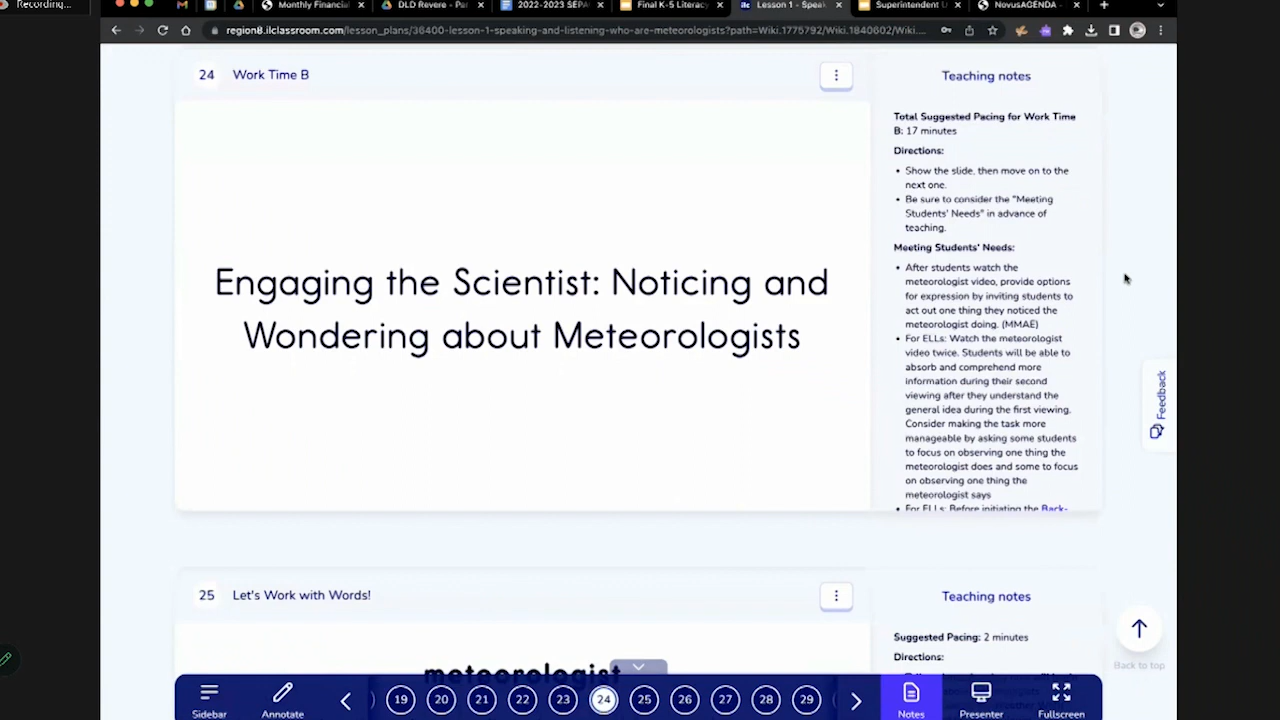 Recording...
Monthly Financial
DLD Revere - Par
2022-2023 SEPA
Final K-5 Literacy
Lesson 1 - Speak
Superintendent U
NovusAGENDA
region8.ilclassroom.com/lesson_plans/36400-lesson-1-speaking-and-listening-who-are-meteorologists?path=Wiki.1775792/Wiki.1840602/Wiki....
24 Work Time B
Engaging the Scientist: Noticing and
Wondering about Meteorologists
Teaching notes
Total Suggested Pacing for Work Time
B: 17 minutes
Directions:
• Show the slide, then move on to the
next one.
• Be sure to consider the "Meeting
Students' Needs" in advance of
teaching.
Meeting Students' Needs:
• After students watch the
meteorologist video, provide options
for expression by inviting students to
act out one thing they noticed the
meteorologist doing. (MMAE)
• For ELLs: Watch the meteorologist
video twice. Students will be able to
absorb and comprehend more
information during their second
viewing after they understand the
general idea during the first viewing.
Consider making the task more
manageable by asking some students
to focus on observing one thing the
meteorologist does and some to focus
on observing one thing the
meteorologist says
• For ELLs: Before initiating the Back-
Feedback
25 Let's Work with Words!
meteorologist
Teaching notes
Suggested Pacing: 2 minutes
Directions:
Back to top
Sidebar
Annotate
19 20 21 22 23 24 25 26 27 28 29
Notes
Presenter
Fullscreen